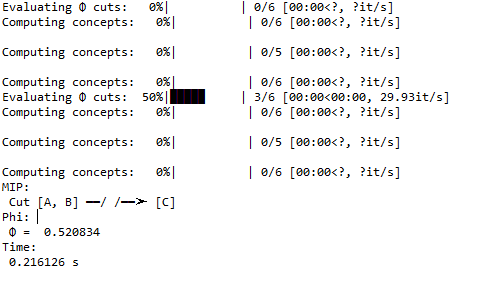 Evaluating Φ cuts:   0%|          | 0/6 [00:00<?, ?it/s]
Computing concepts:   0%|          | 0/6 [00:00<?, ?it/s]
Computing concepts:   0%|          | 0/5 [00:00<?, ?it/s]
Computing concepts:   0%|          | 0/6 [00:00<?, ?it/s]
Evaluating Φ cuts:  50%|█████     | 3/6 [00:00<00:00, 29.93it/s]
Computing concepts:   0%|          | 0/6 [00:00<?, ?it/s]
Computing concepts:   0%|          | 0/5 [00:00<?, ?it/s]
Computing concepts:   0%|          | 0/6 [00:00<?, ?it/s]
MIP:
Cut [A, B] ━━/ /━━➤ [C]
Phi:
Φ =  0.520834
Time:
0.216126 s